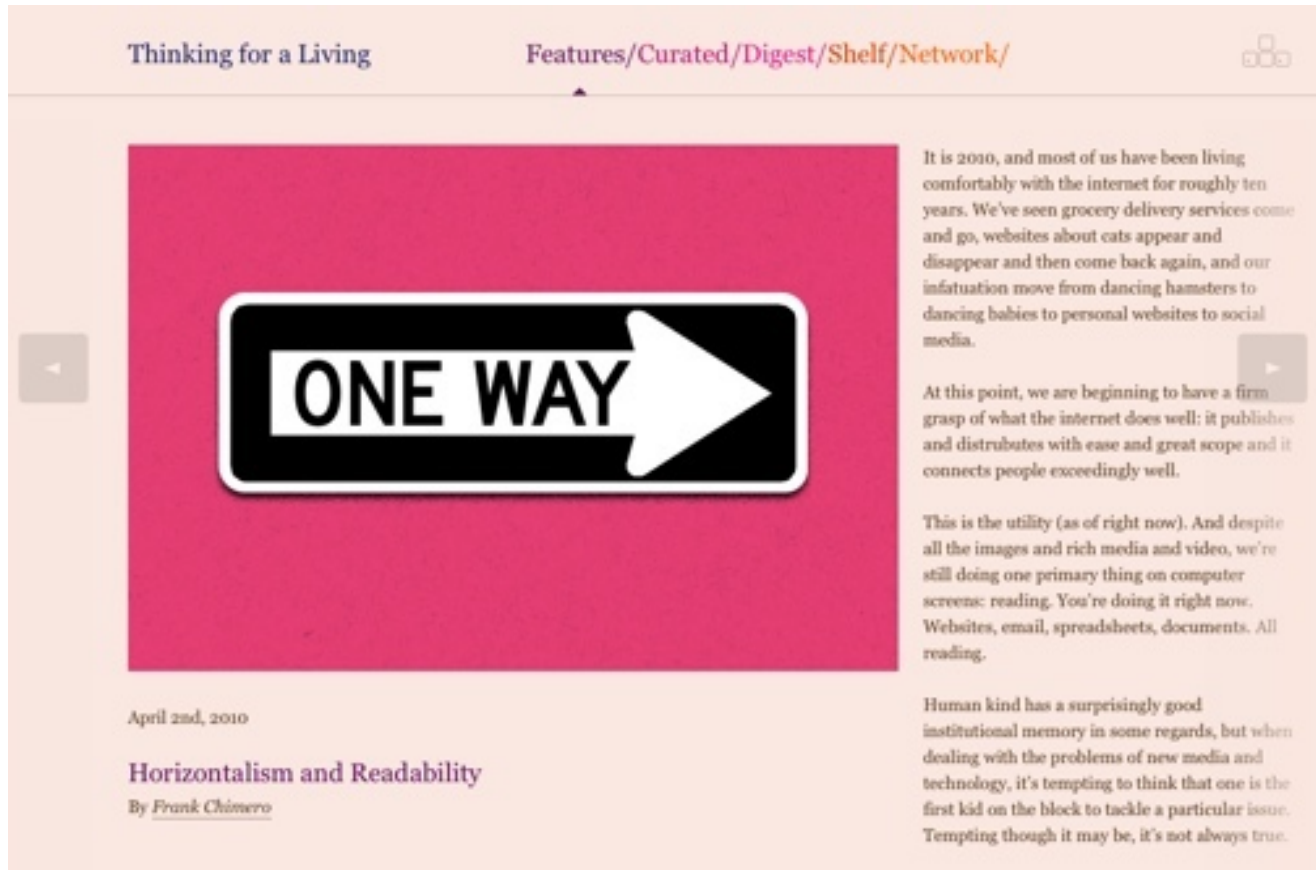 Thinking for a Living
Features/Curated/Digest/Shelf/Network/
ONE WAY
April 2nd, 2010
Horizontalism and Readability
By Frank Chimero
It is 2010, and most of us have been living
comfortably with the internet for roughly ten
years. We've seen grocery delivery services come
and go, websites about cats appear and
disappear and then come back again, and our
infatuation move from dancing hamsters to
dancing babies to personal websites to social
media.
At this point, we are beginning to have a firm
grasp of what the internet does well: it publishes
and distrubutes with ease and great scope and it
connects people exceedingly well.
This is the utility (as of right now). And despite
all the images and rich media and video, we're
still doing one primary thing on computer
screens: reading. You're doing it right now.
Websites, email, spreadsheets, documents. All
reading.
Human kind has a surprisingly good
institutional memory in some regards, but when
dealing with the problems of new media and
technology, it's tempting to think that one is the
first kid on the block to tackle a particular issue.
Tempting though it may be, it's not always true.